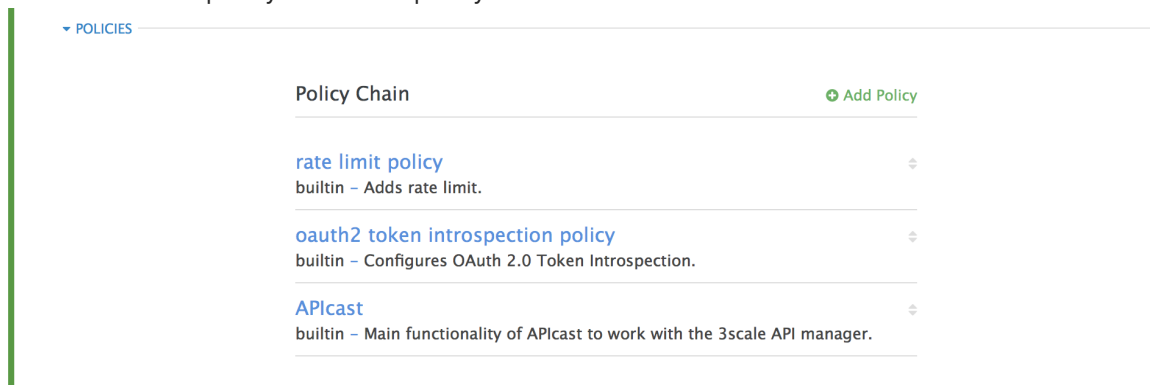 POLICIES
Policy Chain
Add Policy
rate limit policy
builtin – Adds rate limit.
oauth2 token introspection policy
builtin – Configures OAuth 2.0 Token Introspection.
APIcast
builtin – Main functionality of APIcast to work with the 3scale API manager.